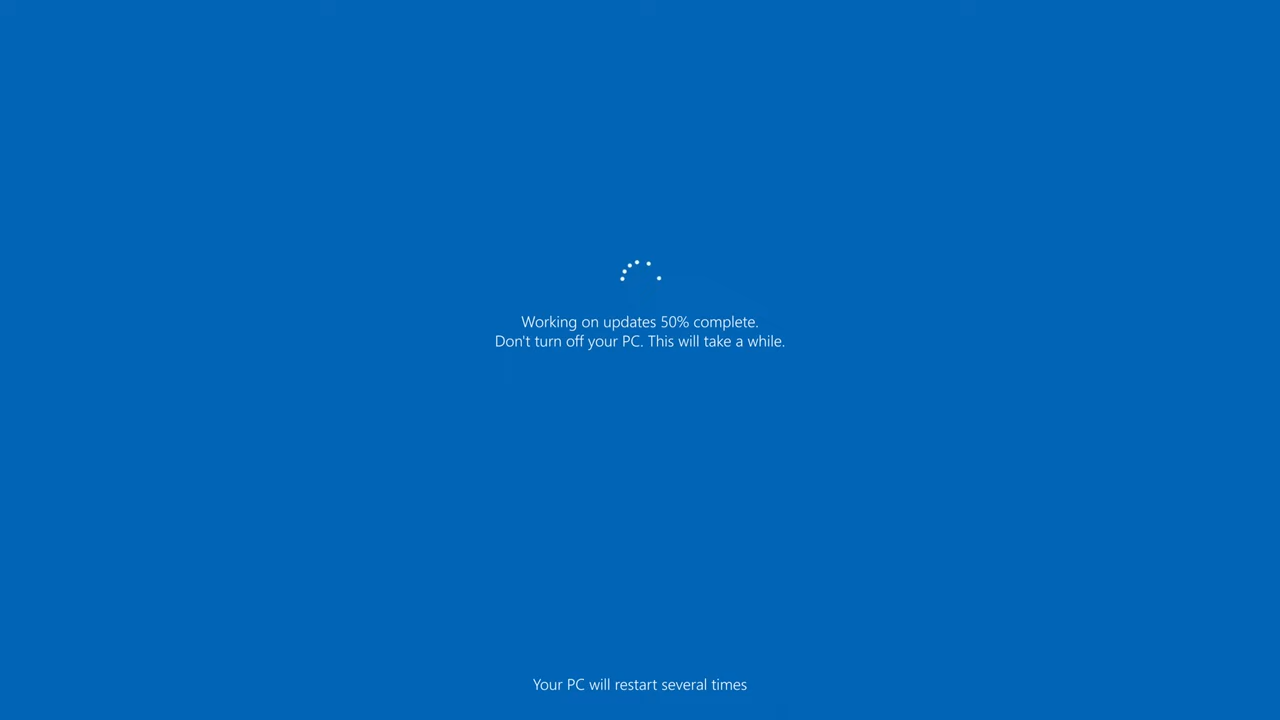 Working on updates 50% complete.
Don't turn off your PC. This will take a while.
Your PC will restart several times